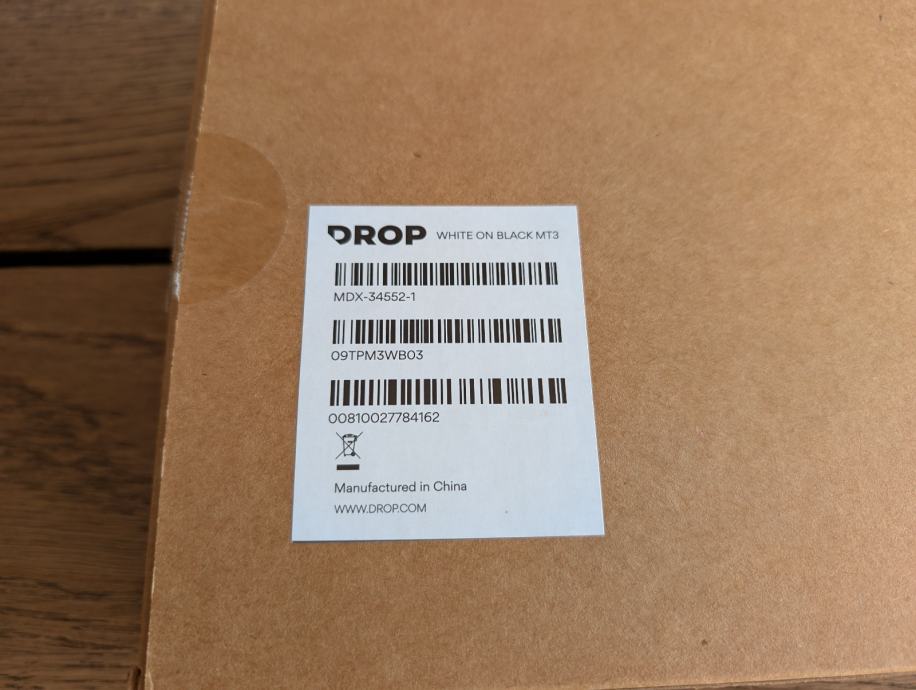 DROP WHITE ON BLACK MT3
MDX-34552-1
09TPM3WB03
00810027784162
Manufactured in China
WWW.DROP.COM